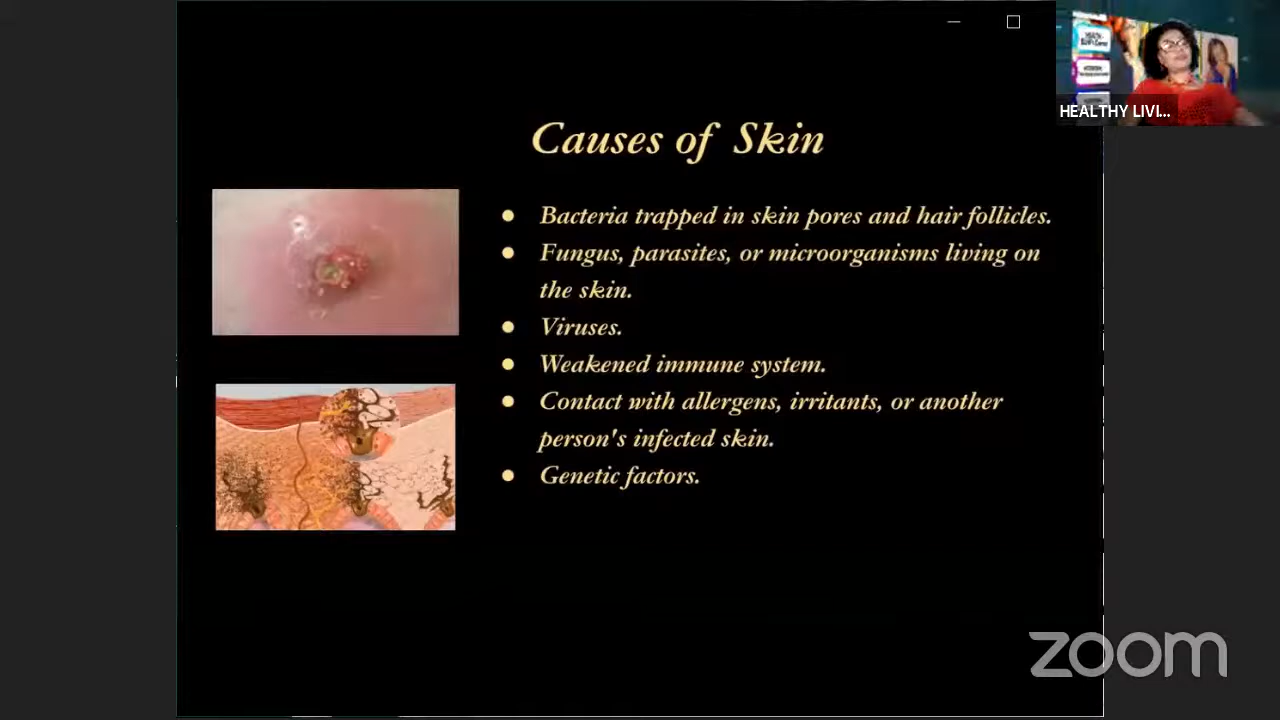 Causes of Skin
● Bacteria trapped in skin pores and hair follicles.
● Fungus, parasites, or microorganisms living on
the skin.
● Viruses.
● Weakened immune system.
● Contact with allergens, irritants, or another
person's infected skin.
● Genetic factors.
HEALTHY LIVI...
zoom